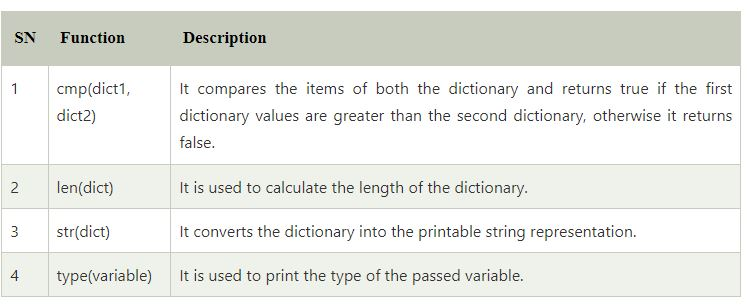 SN Function Description
1 cmp(dict1, It compares the items of both the dictionary and returns true if the first
dict2) dictionary values are greater than the second dictionary, otherwise it returns
false.
2 len(dict) It is used to calculate the length of the dictionary.
3 str(dict) It converts the dictionary into the printable string representation.
4 type(variable) It is used to print the type of the passed variable.